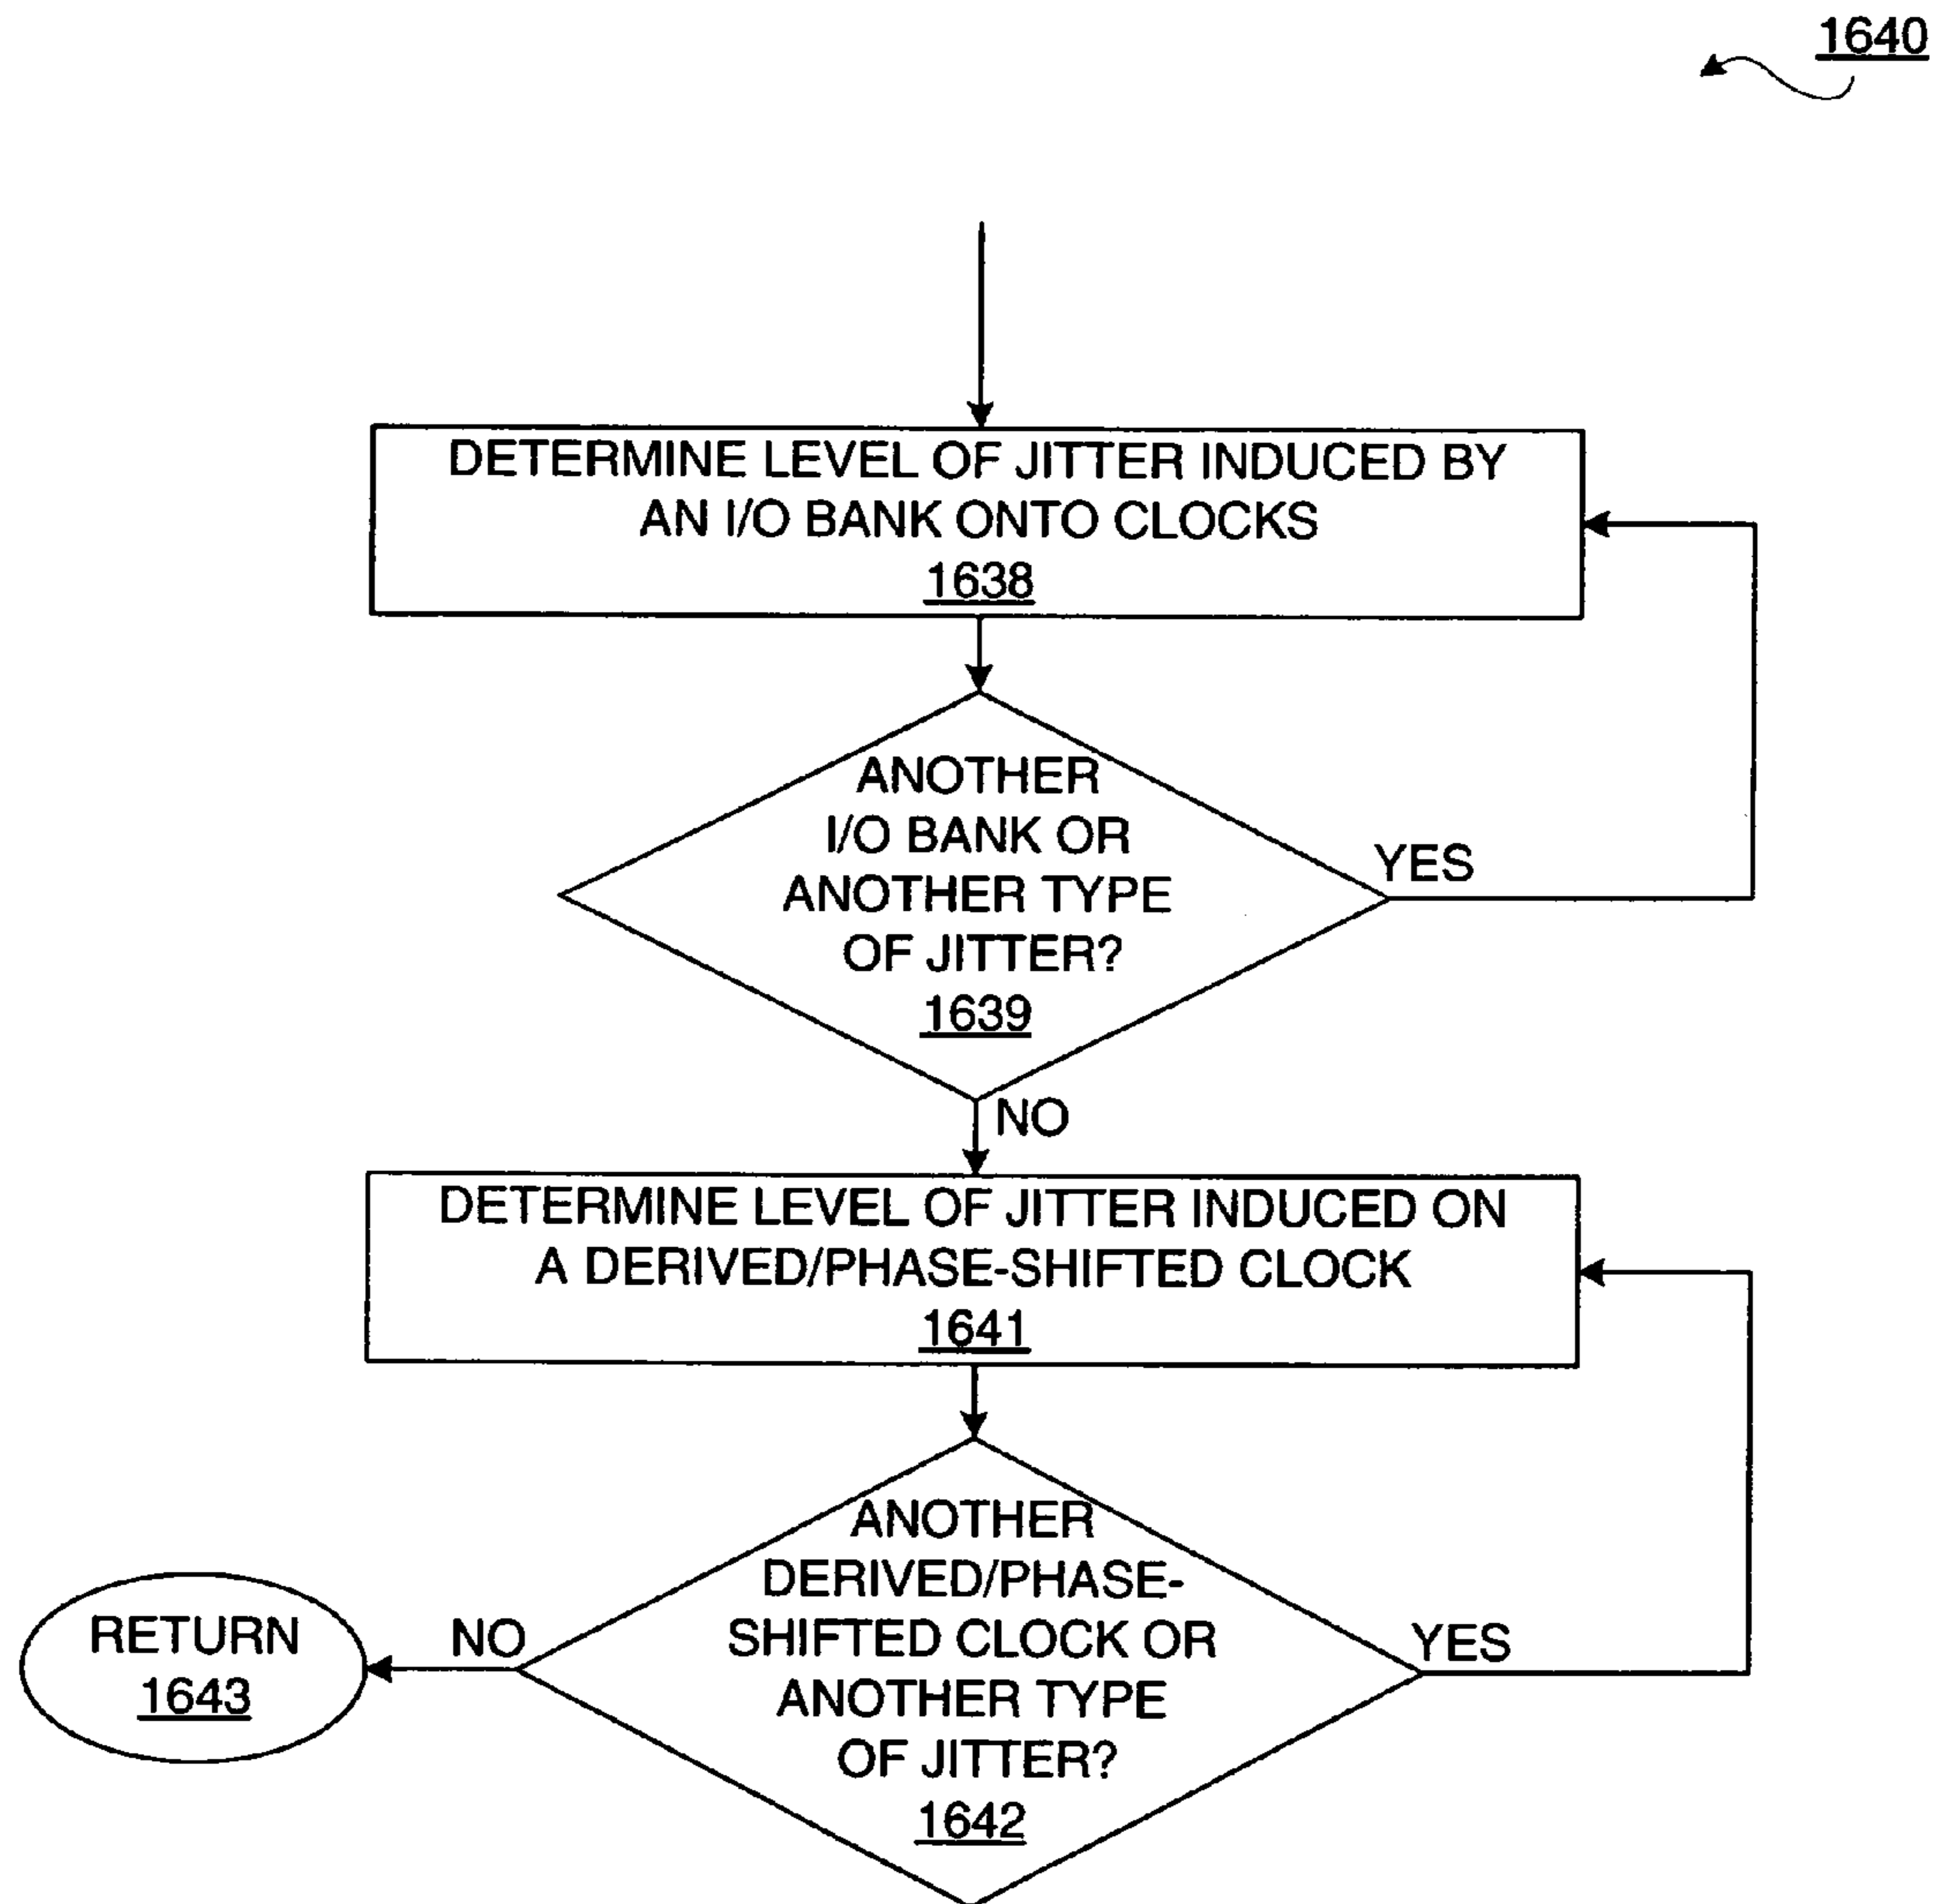 1640
DETERMINE LEVEL OF JITTER INDUCED BY
AN I/O BANK ONTO CLOCKS
1638
ANOTHER
I/O BANK OR
ANOTHER TYPE
OF JITTER?
1639
YES
NO
DETERMINE LEVEL OF JITTER INDUCED ON
A DERIVED/PHASE-SHIFTED CLOCK
1641
ANOTHER
DERIVED/PHASE-
SHIFTED CLOCK OR
ANOTHER TYPE
OF JITTER?
1642
YES
NO
RETURN
1643